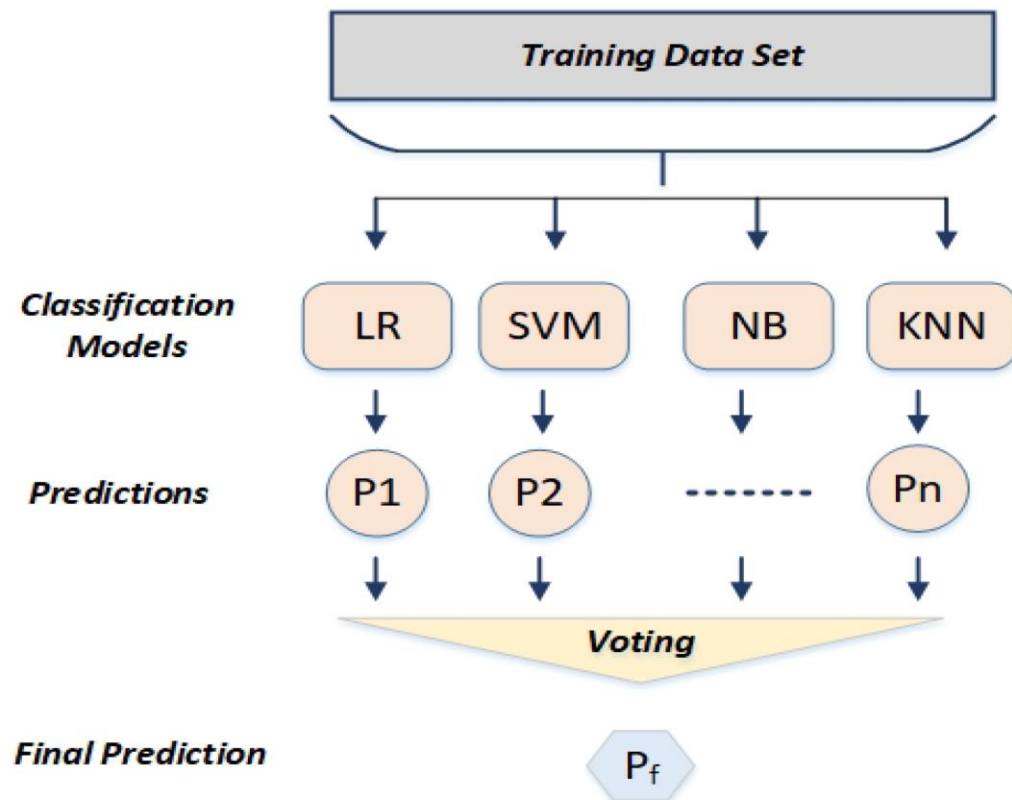 Training Data Set
Classification
Models
LR
SVM
NB
KNN
Predictions
P1
P2
Pn
Voting
Final Prediction
Pf